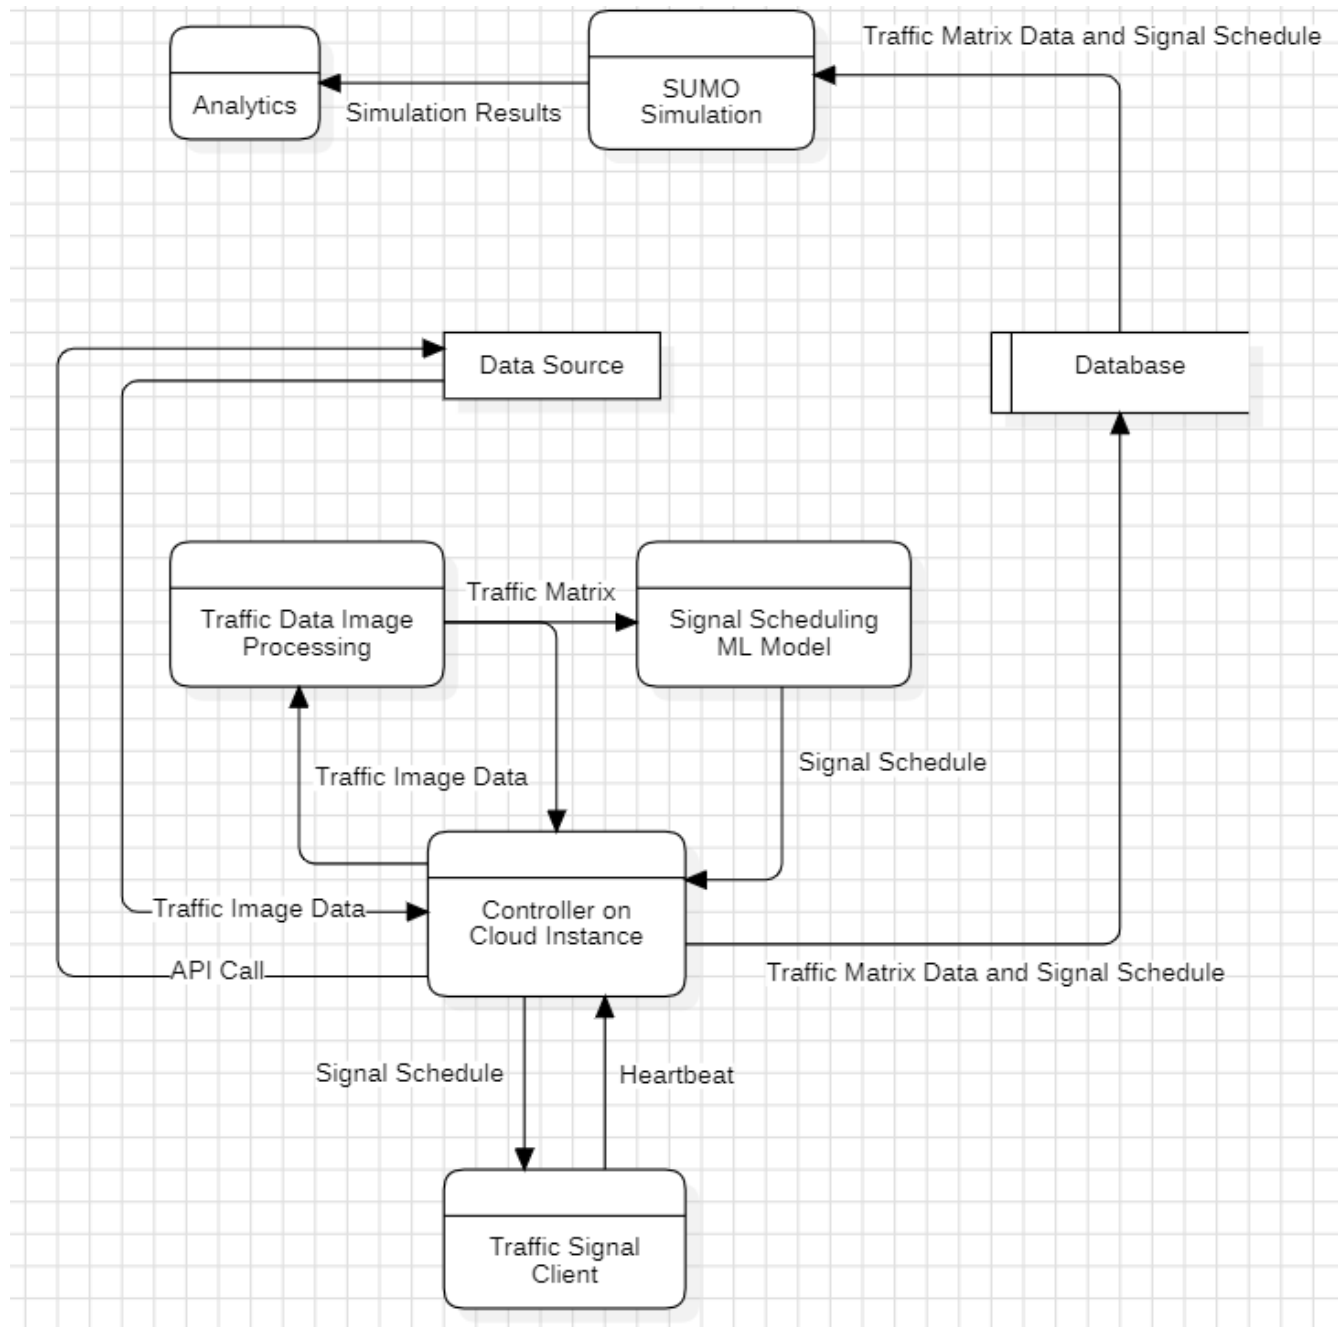 Traffic Matrix Data and Signal Schedule
Analytics
SUMO
Simulation
Simulation Results
Data Source
Database
Traffic Data Image
Processing
Traffic Matrix
Signal Scheduling
ML Model
Traffic Image Data
Signal Schedule
Traffic Image Data
Controller on
Cloud Instance
API Call
Traffic Matrix Data and Signal Schedule
Signal Schedule
Heartbeat
Traffic Signal
Client